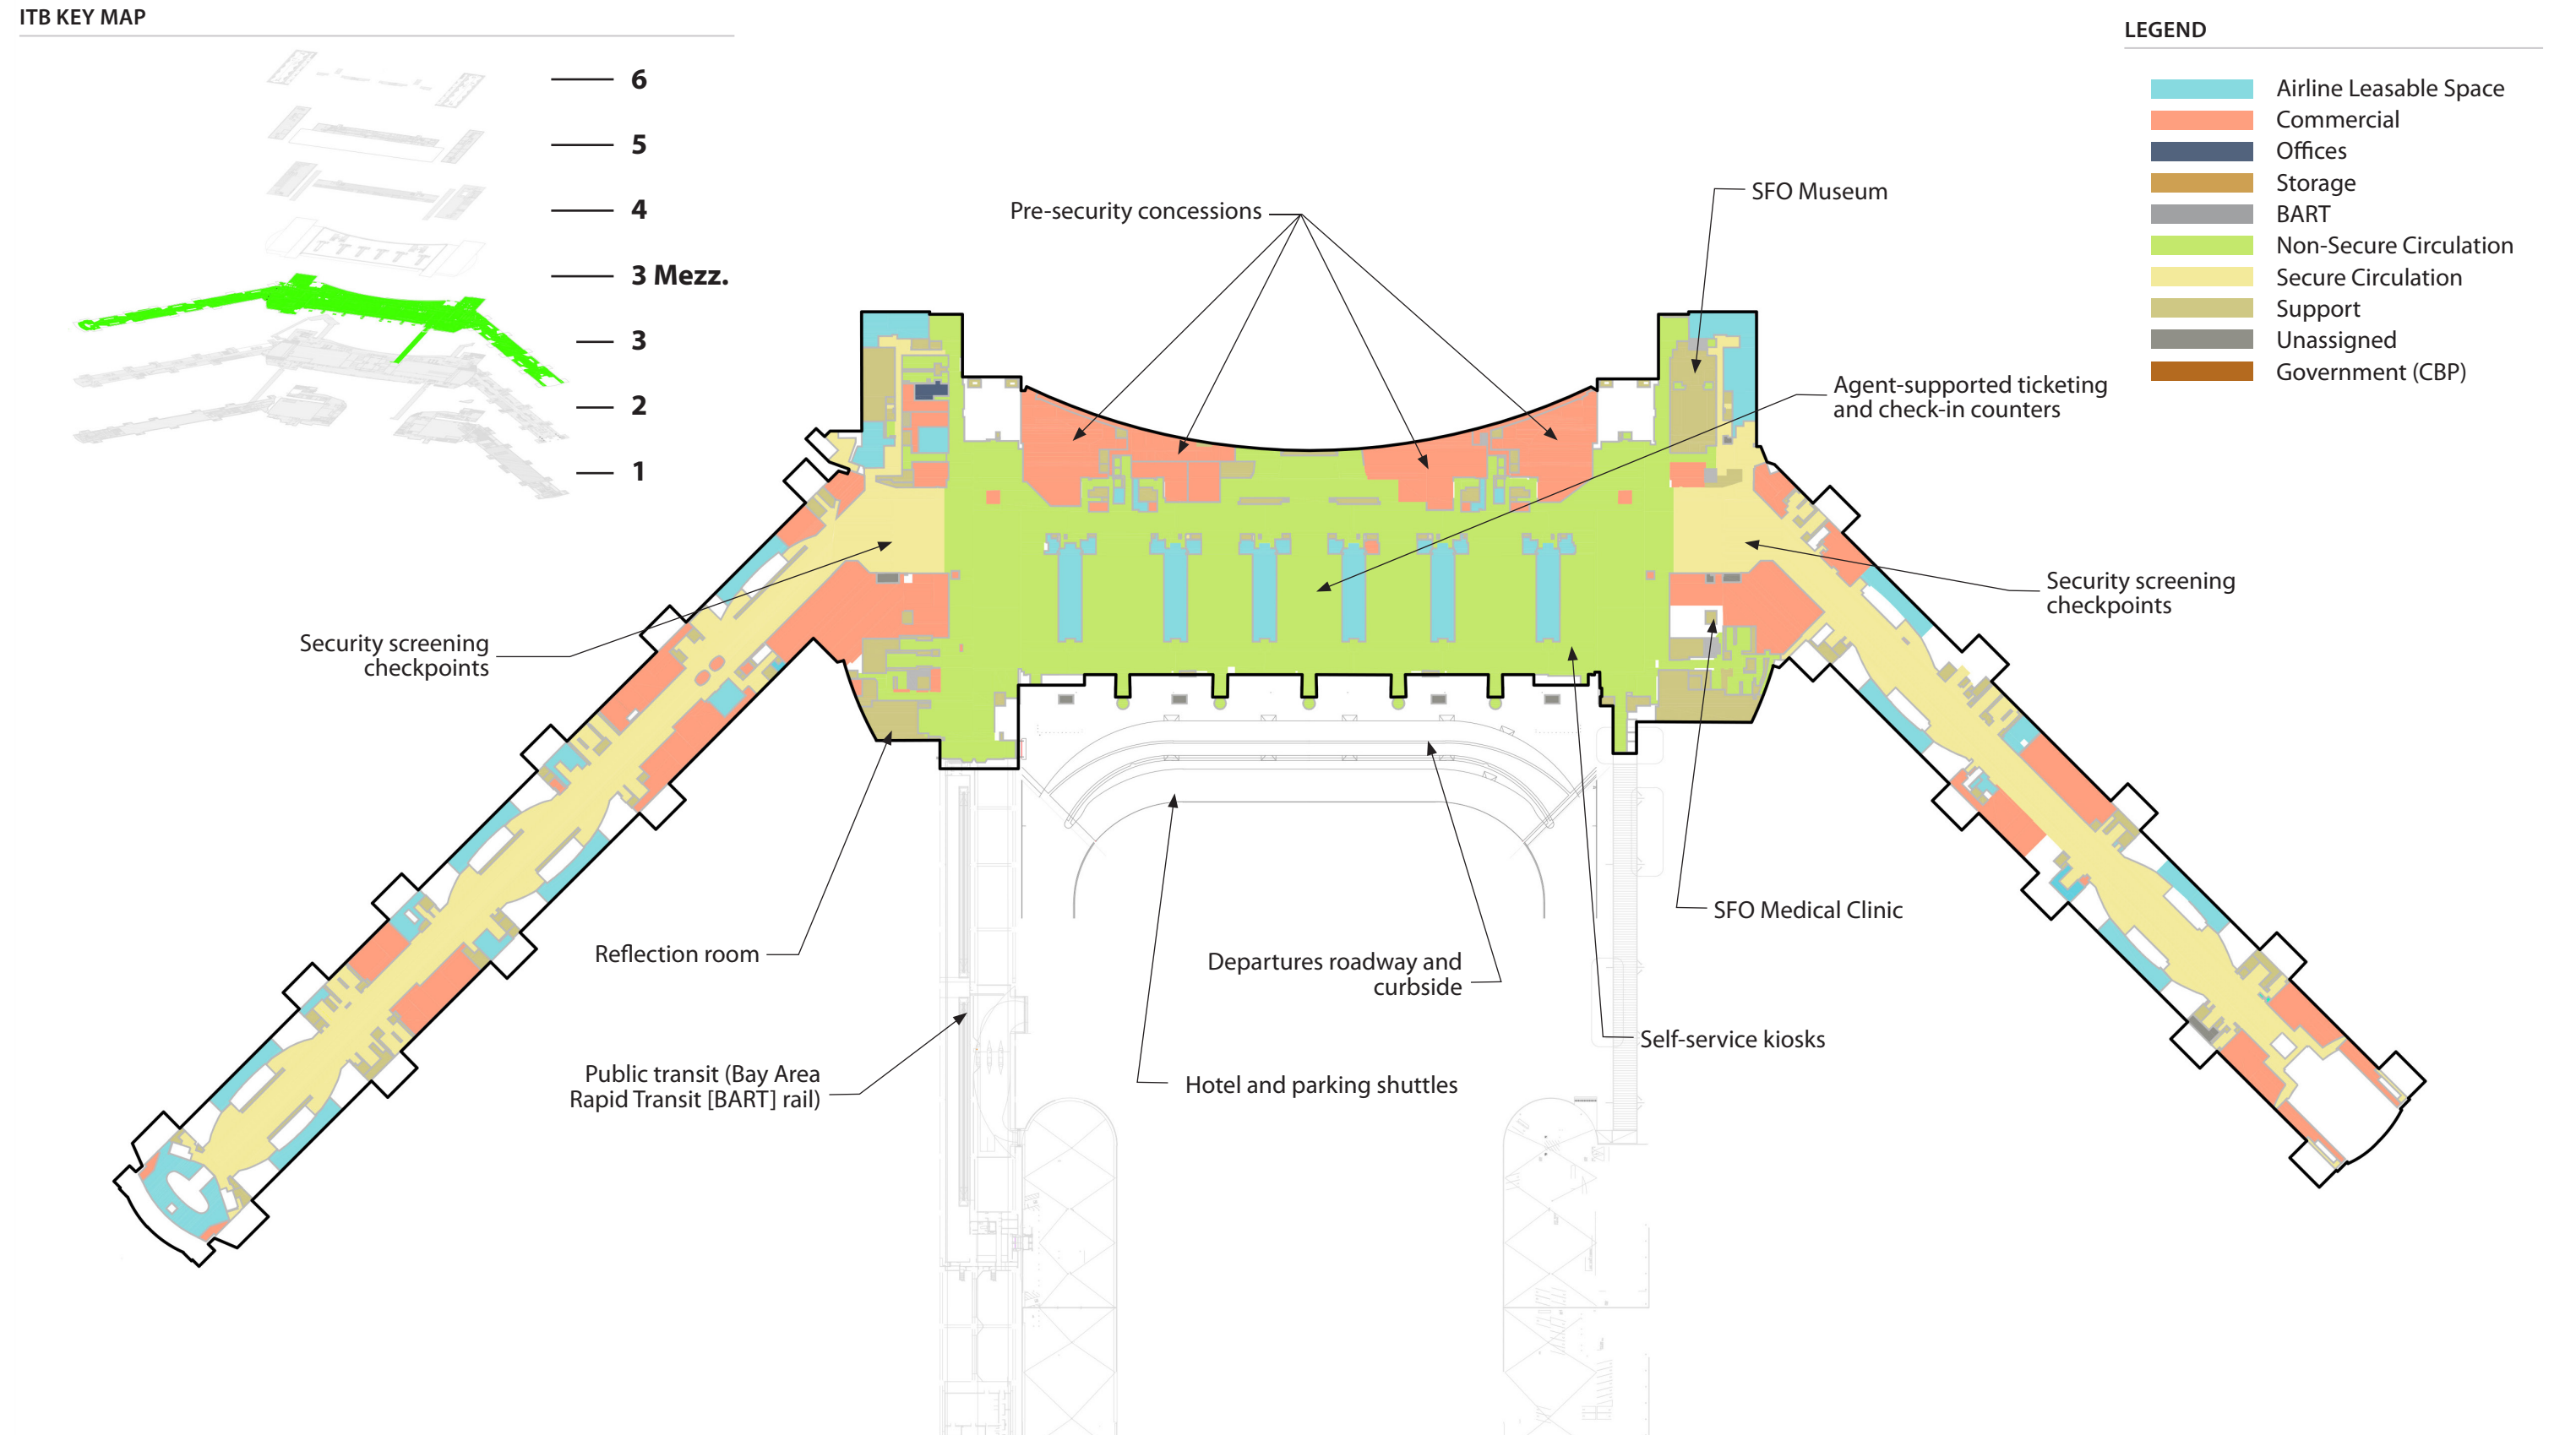 ITB KEY MAP
6
5
4
3 Mezz.
3
2
1
LEGEND
Airline Leasable Space
Commercial
Offices
Storage
BART
Non-Secure Circulation
Secure Circulation
Support
Unassigned
Government (CBP)
Pre-security concessions
SFO Museum
Agent-supported ticketing
and check-in counters
Security screening
checkpoints
Security screening
checkpoints
Reflection room
Departures roadway and
curbside
SFO Medical Clinic
Self-service kiosks
Public transit (Bay Area
Rapid Transit [BART] rail)
Hotel and parking shuttles